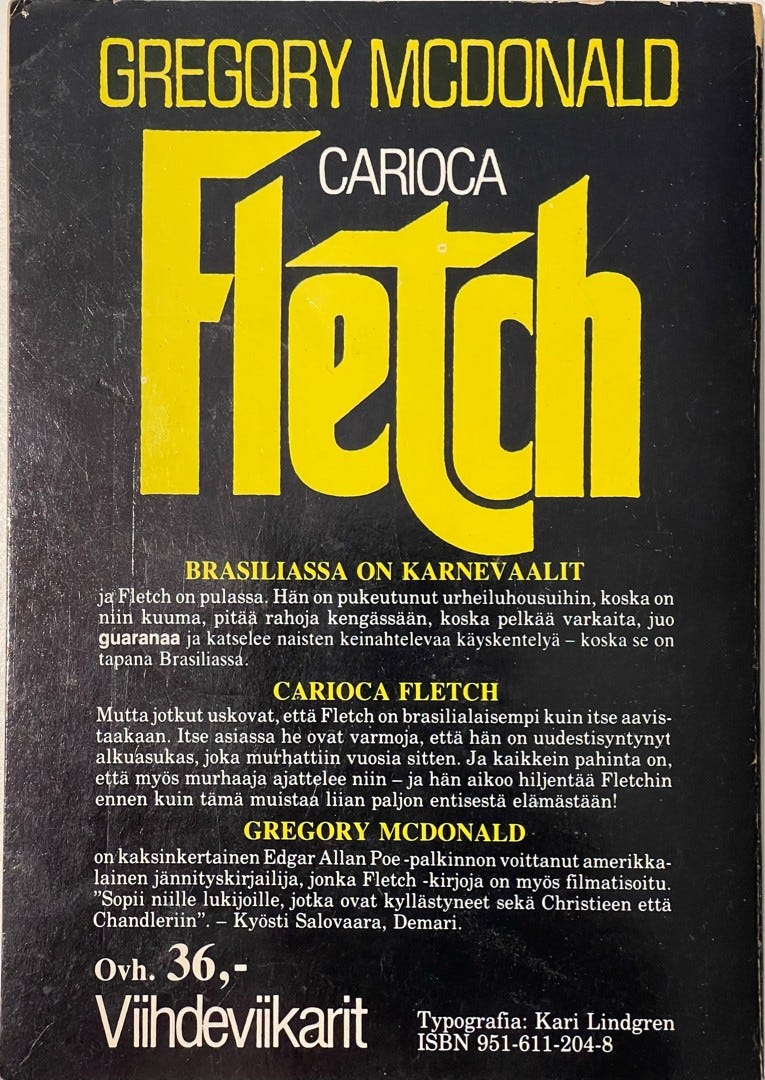 GREGORY MCDONALD
CARIOCA
Fletch
BRASILIASSA ON KARNEVAALIT
ja Fletch on pulassa. Hän on pukeutunut urheiluhousuihin, koska on
niin kuuma, pitää rahoja kengässään, koska pelkää varkaita, juo
guaranaa ja katselee naisten keinahtelevaa käyskentelyä – koska se on
tapana Brasiliassa.
CARIOCA FLETCH
Mutta jotkut uskovat, että Fletch on brasilialaisempi kuin itse aavis-
taakaan. Itse asiassa he ovat varmoja, että hän on uudestisyntynyt
alkuasukas, joka murhattiin vuosia sitten. Ja kaikkein pahinta on,
että myös murhaaja ajattelee niin – ja hän aikoo hiljentää Fletchin
ennen kuin tämä muistaa liian paljon entisestä elämästään!
GREGORY MCDONALD
on kaksinkertainen Edgar Allan Poe -palkinnon voittanut amerikka-
lainen jännityskirjailija, jonka Fletch -kirjoja on myös filmatisoitu.
"Sopii niille lukijoille, jotka ovat kyllästyneet sekä Christieen että
Chandleriin". – Kyösti Salovaara, Demari.
Ovh. 36,-
Viihdeviikarit
Typografia: Kari Lindgren
ISBN 951-611-204-8